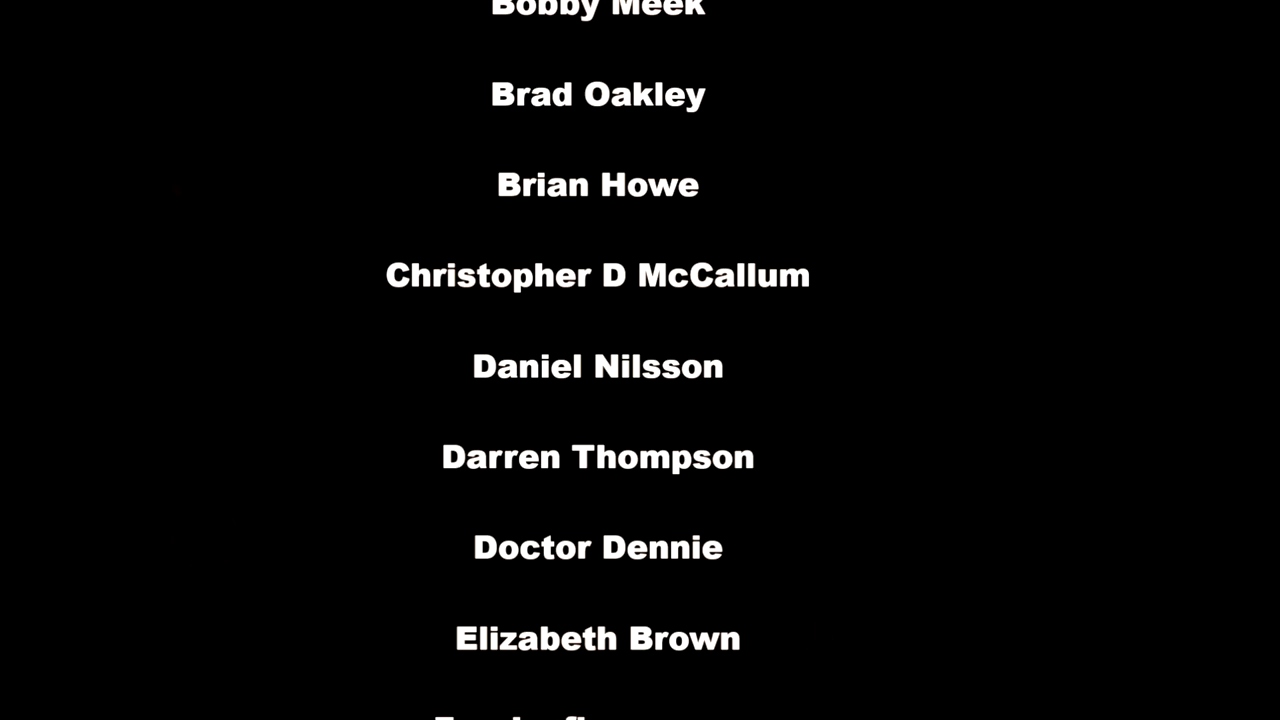 Bobby Meek
Brad Oakley
Brian Howe
Christopher D McCallum
Daniel Nilsson
Darren Thompson
Doctor Dennie
Elizabeth Brown